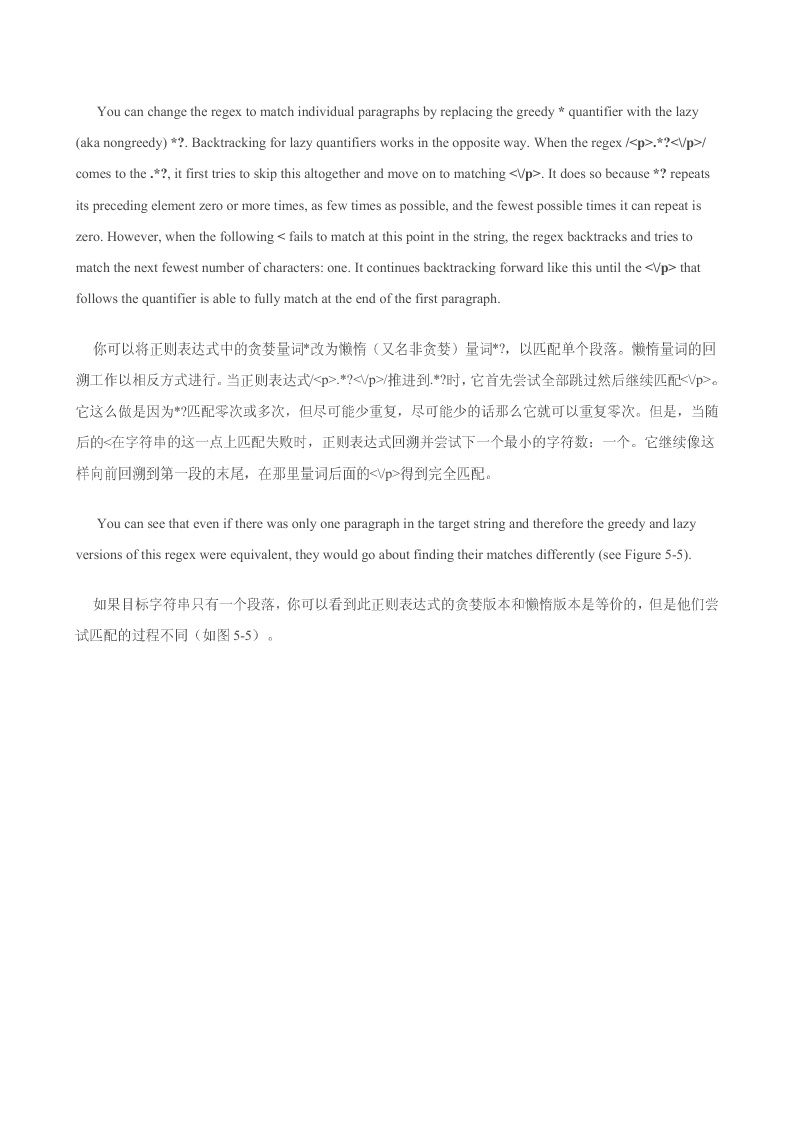 You can change the regex to match individual paragraphs by replacing the greedy * quantifier with the lazy
(aka nongreedy) *?. Backtracking for lazy quantifiers works in the opposite way. When the regex /<p>.*?<\/p>/
comes to the .*?, it first tries to skip this altogether and move on to matching <\/p>. It does so because *? repeats
its preceding element zero or more times, as few times as possible, and the fewest possible times it can repeat is
zero. However, when the following < fails to match at this point in the string, the regex backtracks and tries to
match the next fewest number of characters: one. It continues backtracking forward like this until the <\/p> that
follows the quantifier is able to fully match at the end of the first paragraph.
你可以将正则表达式中的贪婪量词*改为懒惰（又名非贪婪）量词*?，以匹配单个段落。懒惰量词的回
溯工作以相反方式进行。当正则表达式/<p>.*?<\/p>/推进到.*?时，它首先尝试全部跳过然后继续匹配<\/p>。
它这么做是因为*?匹配零次或多次，但尽可能少重复，尽可能少的话那么它就可以重复零次。但是，当随
后的<在字符串的这一点上匹配失败时，正则表达式回溯并尝试下一个最小的字符数：一个。它继续像这
样向前回溯到第一段的末尾，在那里量词后面的<\/p>得到完全匹配。
You can see that even if there was only one paragraph in the target string and therefore the greedy and lazy
versions of this regex were equivalent, they would go about finding their matches differently (see Figure 5-5).
如果目标字符串只有一个段落，你可以看到此正则表达式的贪婪版本和懒惰版本是等价的，但是他们尝
试匹配的过程不同（如图 5-5）。